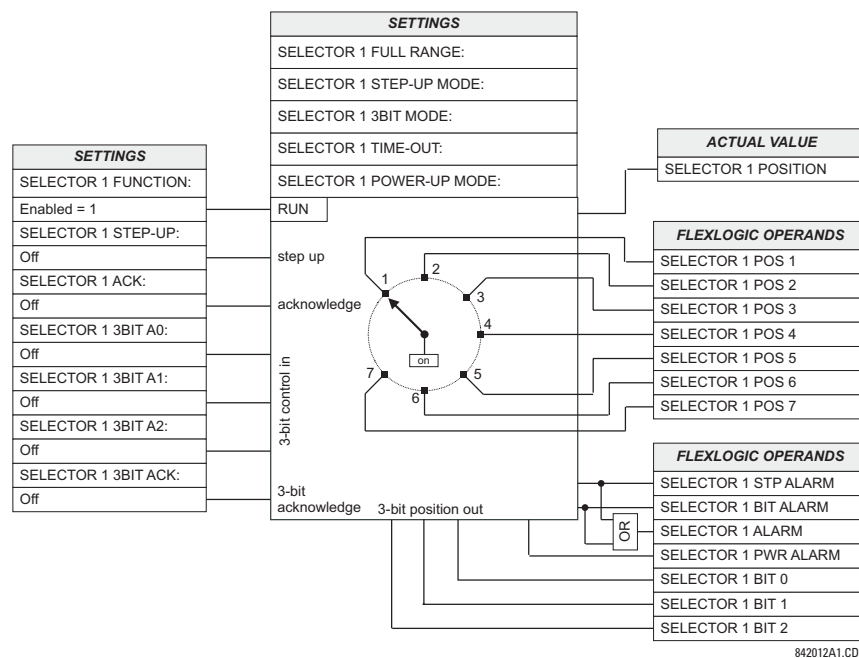 SETTINGS
SELECTOR 1 FULL RANGE:
SELECTOR 1 STEP-UP MODE:
SELECTOR 1 3BIT MODE:
SELECTOR 1 TIME-OUT:
SELECTOR 1 POWER-UP MODE:
SETTINGS
SELECTOR 1 FUNCTION:
Enabled = 1
SELECTOR 1 STEP-UP:
Off
SELECTOR 1 ACK:
Off
SELECTOR 1 3BIT A0:
Off
SELECTOR 1 3BIT A1:
Off
SELECTOR 1 3BIT A2:
Off
SELECTOR 1 3BIT ACK:
Off
RUN
step up
acknowledge
3-bit control in
3-bit
acknowledge
3-bit position out
1
2
3
4
5
6
7
on
ACTUAL VALUE
SELECTOR 1 POSITION
FLEXLOGIC OPERANDS
SELECTOR 1 POS 1
SELECTOR 1 POS 2
SELECTOR 1 POS 3
SELECTOR 1 POS 4
SELECTOR 1 POS 5
SELECTOR 1 POS 6
SELECTOR 1 POS 7
FLEXLOGIC OPERANDS
SELECTOR 1 STP ALARM
SELECTOR 1 BIT ALARM
OR
SELECTOR 1 ALARM
SELECTOR 1 PWR ALARM
SELECTOR 1 BIT 0
SELECTOR 1 BIT 1
SELECTOR 1 BIT 2
842012A1.CD